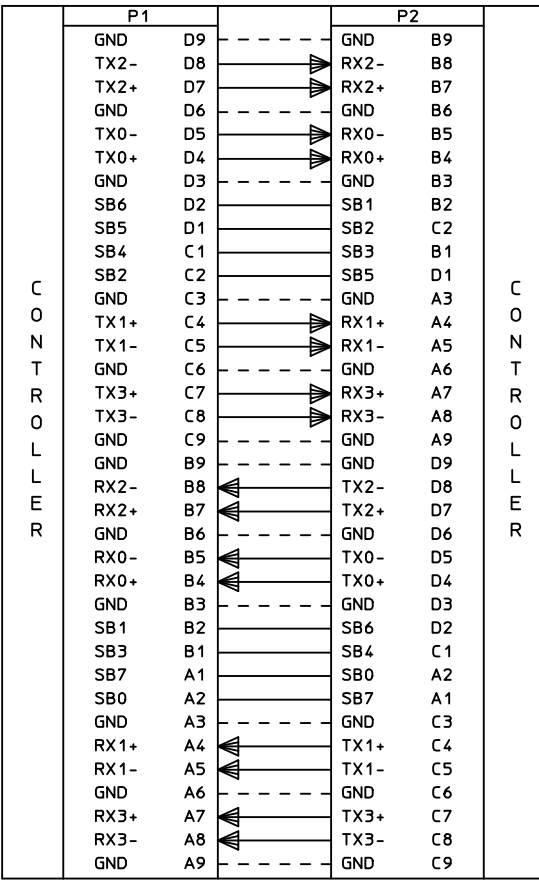 P1 P2
GND D9 GND B9
TX2- D8 RX2- B8
TX2+ D7 RX2+ B7
GND D6 GND B6
TX0- D5 RX0- B5
TX0+ D4 RX0+ B4
GND D3 GND B3
SB6 D2 SB1 B2
SB5 D1 SB2 C2
SB4 C1 SB3 B1
SB2 C2 SB5 D1
GND C3 GND A3
TX1+ C4 RX1+ A4
TX1- C5 RX1- A5
GND C6 GND A6
TX3+ C7 RX3+ A7
TX3- C8 RX3- A8
GND C9 GND A9
GND B9 GND D9
RX2- B8 TX2- D8
RX2+ B7 TX2+ D7
GND B6 GND D6
RX0- B5 TX0- D5
RX0+ B4 TX0+ D4
GND B3 GND D3
SB1 B2 SB6 D2
SB3 B1 SB4 C1
SB7 A1 SB0 A2
SB0 A2 SB7 A1
GND A3 GND C3
RX1+ A4 TX1+ C4
RX1- A5 TX1- C5
GND A6 GND C6
RX3+ A7 TX3+ C7
RX3- A8 TX3- C8
GND A9 GND C9
CONTROLLER
CONTROLLER